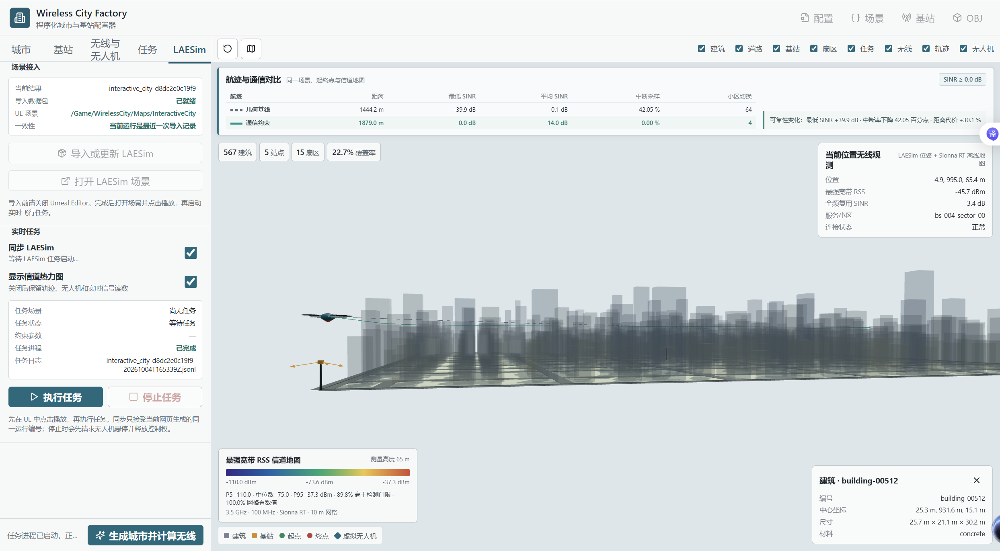 Wireless City Factory
程序化城市与基站配置器
配置
{} 场景
基站
OBJ
城市
基站
无线与
无人机
任务
LAESim
建筑
道路
基站
扇区
任务
无线
轨迹
无人机
场景接入
当前结果 interactive_city-d8dc2e0c19f9
导入数据包 已就绪
UE 场景 /Game/WirelessCity/Maps/InteractiveCity
一致性 当前运行是最近一次导入记录
导入或更新 LAESim
打开 LAESim 场景
导入前请关闭 Unreal Editor。完成后打开场景并点击播放，再启动
实时飞行任务。
实时任务
同步 LAESim
等待 LAESim 任务启动...
显示信道热力图
关闭后保留轨迹、无人机和实时信号读数
任务场景 尚无任务
任务状态 等待任务
约束参数 —
任务进程 已完成
任务日志 interactive_city-d8dc2e0c19f9-
20261004T165339Z.jsonl
执行任务
停止任务
先在 UE 中点击播放，再执行任务。同步只接受当前网页生成的同
一运行编号；停止时会先请求无人机悬停并释放控制权。
任务进程已启动，正...
生成城市并计算无线
航迹与通信对比 同一场景、起终点与信道地图
SINR ≥ 0.0 dB
航迹 距离 最低 SINR 平均 SINR 中断采样 小区切换
几何基线 1444.2 m -39.9 dB 0.1 dB 42.05 % 64
通信约束 1879.0 m 0.0 dB 14.0 dB 0.00 % 4
可靠性变化：最低 SINR +39.9 dB · 中断率下降 42.05 百分点 · 距离代价 +30.1 %
译
567 建筑
5 站点
15 扇区
22.7% 覆盖率
当前位置无线观
测
LAESim 位姿 + Sionna RT 离线地
图
位置 4.9, 995.0, 65.4 m
最强宽带 RSS -45.7 dBm
全频复用 SINR 3.4 dB
服务小区 bs-004-sector-00
连接状态 正常
最强宽带 RSS 信道地图 测量高度 65 m
-110.0 dBm -73.6 dBm -37.3 dBm
P5 -110.0 · 中位数 -75.0 · P95 -37.3 dBm · 89.8% 高于检测门限 ·
100.0% 网格有数值
3.5 GHz · 100 MHz · Sionna RT · 10 m 网格
建筑 基站 起点 终点 虚拟无人机
建筑 · building-00512
编号 building-00512
中心坐标 25.3 m, 931.6 m, 15.1 m
尺寸 25.7 m × 21.1 m × 30.2 m
材料 concrete